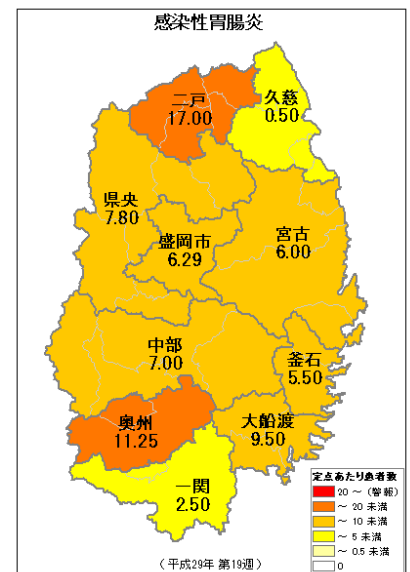 感染性胃腸炎
二戸
17.00
久慈
0.50
県央
7.80
盛岡市
6.29
宮古
6.00
中部
7.00
釜石
5.50
奥州
11.25
大船渡
9.50
一関
2.50
定点あたり患者数
20 ～ (警報)
～ 20 未満
～ 10 未満
～ 5 未満
～ 0.5 未満
0
(平成29年 第19週)